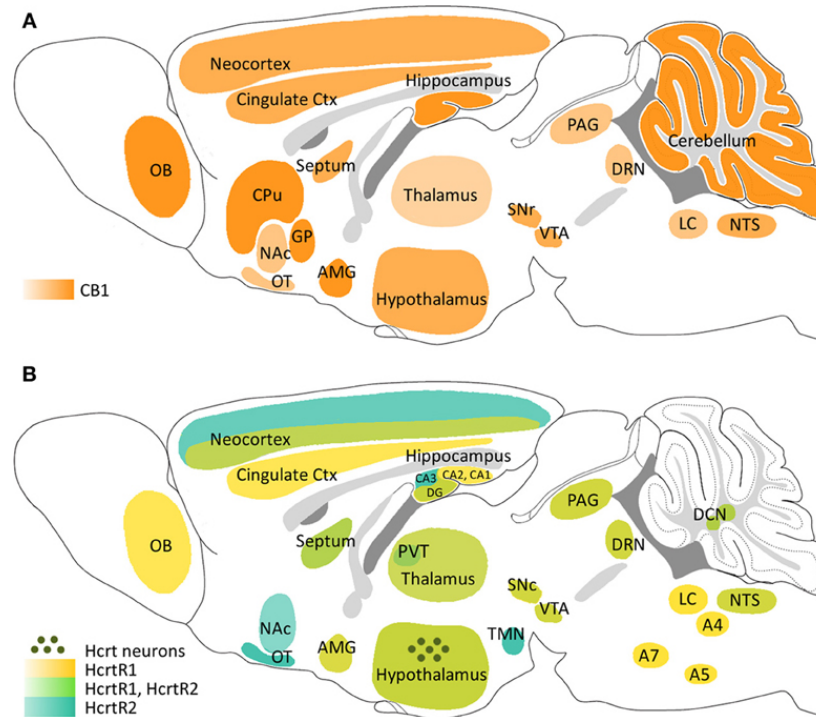 A
Neocortex
Hippocampus
Cingulate Ctx
PAG
Cerebellum
OB
Septum
DRN
CPu
Thalamus
SNr
LC
NTS
GP
VTA
NAc
AMG
OT
Hypothalamus
CB1
B
Neocortex
Hippocampus
Cingulate Ctx
CA3
CA2, CA1
DG
PAG
DCN
OB
Septum
PVT
DRN
Thalamus
SNc
LC
NTS
VTA
NAc
TMN
A4
Hcrt neurons
OT
AMG
A7
HcrtR1
Hypothalamus
A5
HcrtR1, HcrtR2
HcrtR2